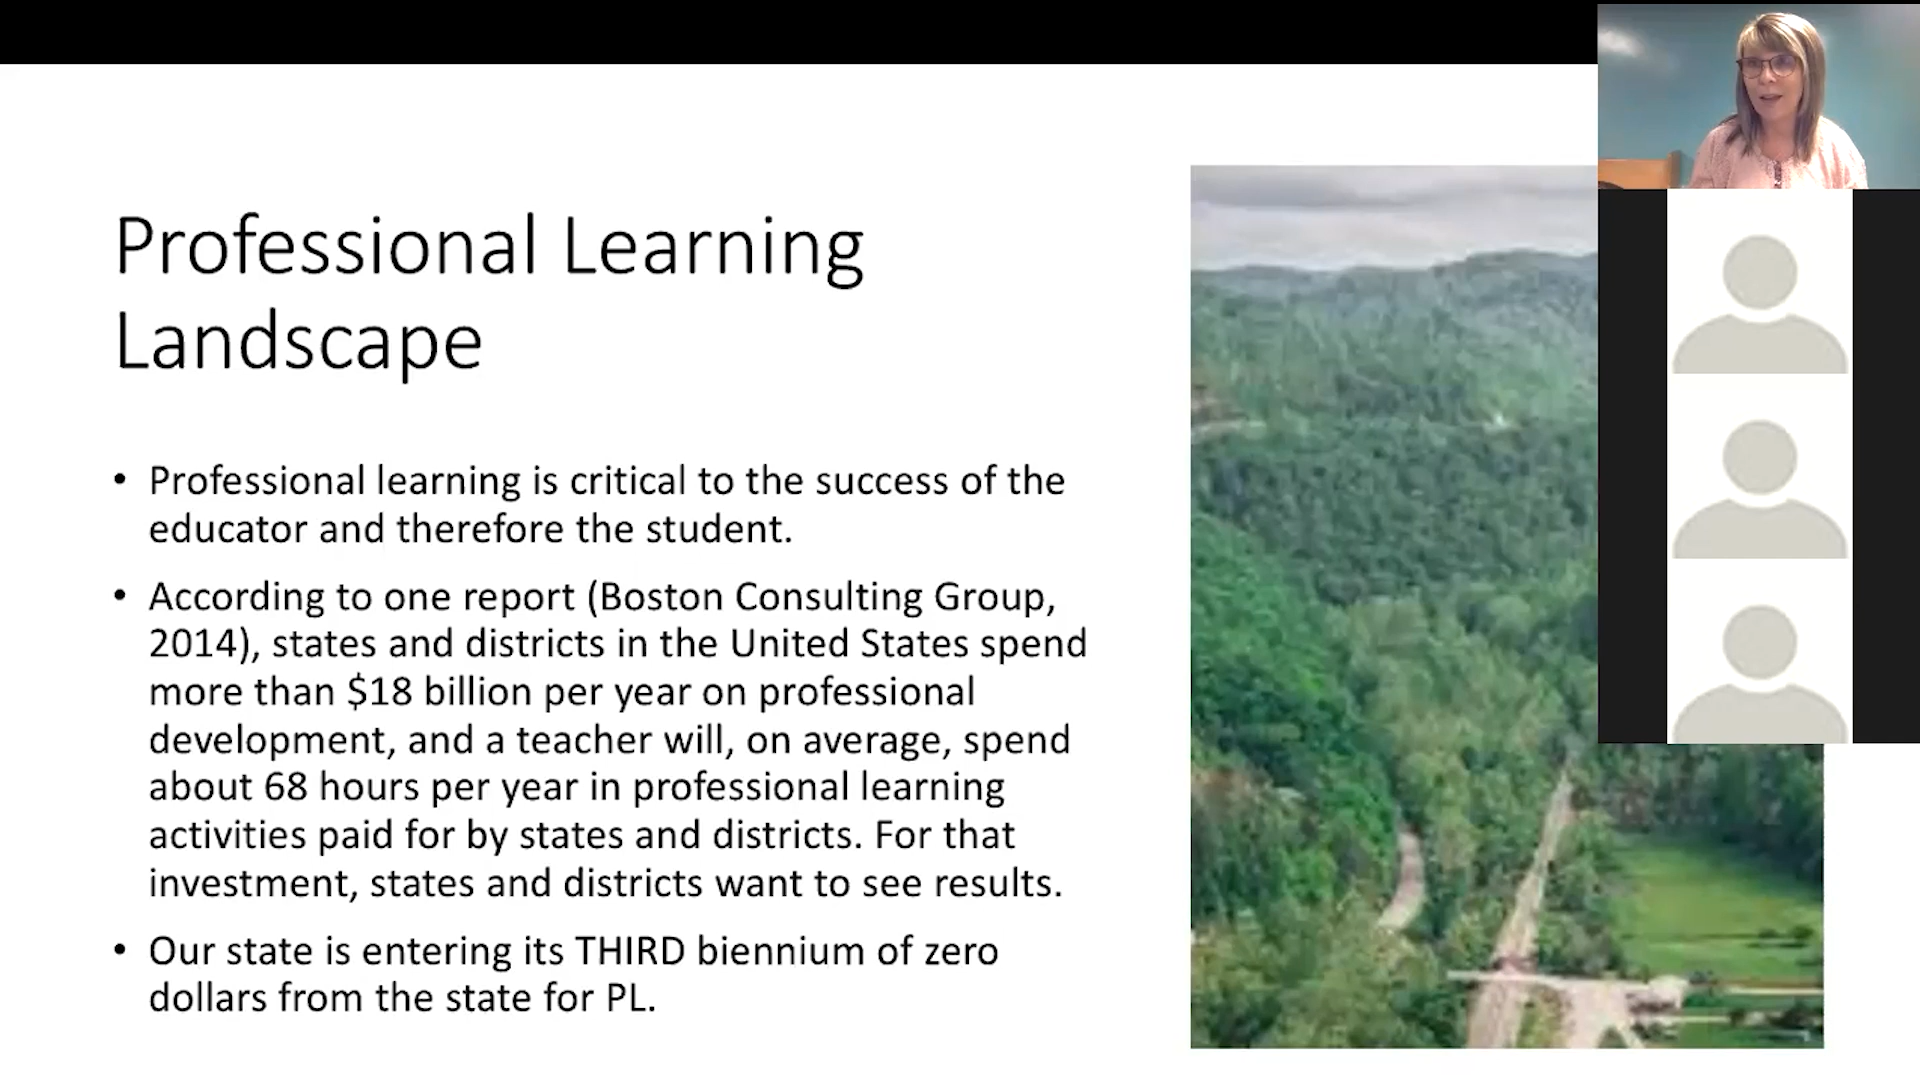 Professional Learning
Landscape
• Professional learning is critical to the success of the
educator and therefore the student.
• According to one report (Boston Consulting Group,
2014), states and districts in the United States spend
more than $18 billion per year on professional
development, and a teacher will, on average, spend
about 68 hours per year in professional learning
activities paid for by states and districts. For that
investment, states and districts want to see results.
• Our state is entering its THIRD biennium of zero
dollars from the state for PL.